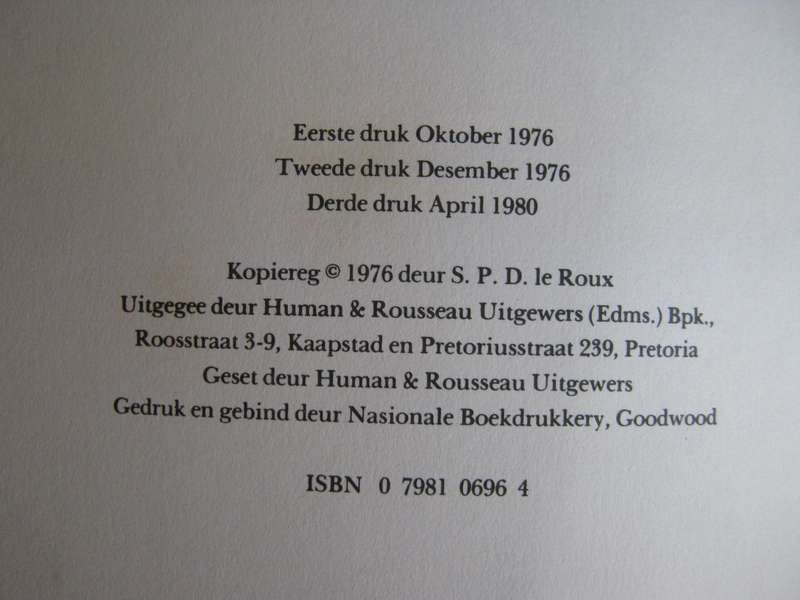 Eerste druk Oktober 1976
Tweede druk Desember 1976
Derde druk April 1980
Kopiereg © 1976 deur S. P. D. le Roux
Uitgegee deur Human & Rousseau Uitgewers (Edms.) Bpk.,
Roosstraat 3-9, Kaapstad en Pretoriusstraat 239, Pretoria
Geset deur Human & Rousseau Uitgewers
Gedruk en gebind deur Nasionale Boekdrukkery, Goodwood
ISBN 0 7981 0696 4